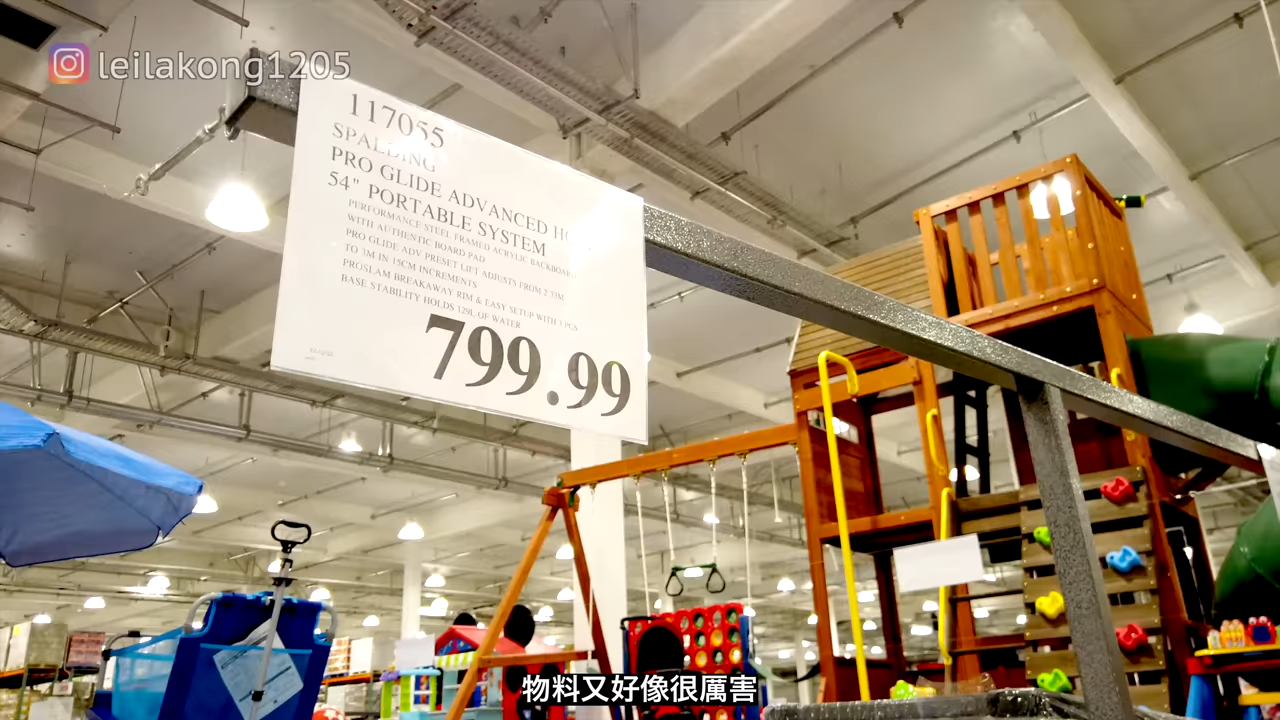 leilakong1205
117055
SPALDING
PRO GLIDE ADVANCED
54" PORTABLE SYSTEM
PERFORMANCE STEEL FRAMED ACRYLIC BACKBOARD
WITH AUTHENTIC BOARD PAD
PRO GLIDE ADV PRESET LIFT ADJUSTS FROM 2.33M
TO 3M IN 15CM INCREMENTS
PROSLAM BREAKAWAY RIM & EASY SETUP WITH 3 PCS
BASE STABILITY HOLDS 129L OF WATER
799.99
物料又好像很厲害